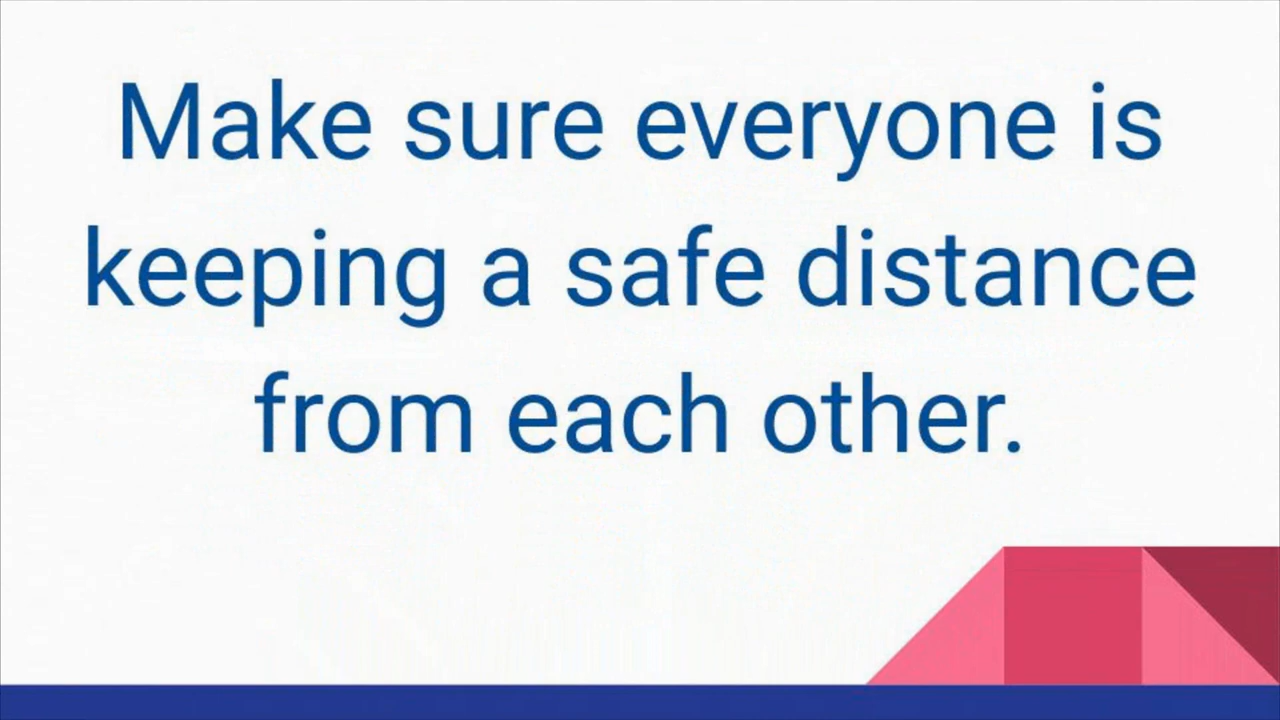 Make sure everyone is
keeping a safe distance
from each other.